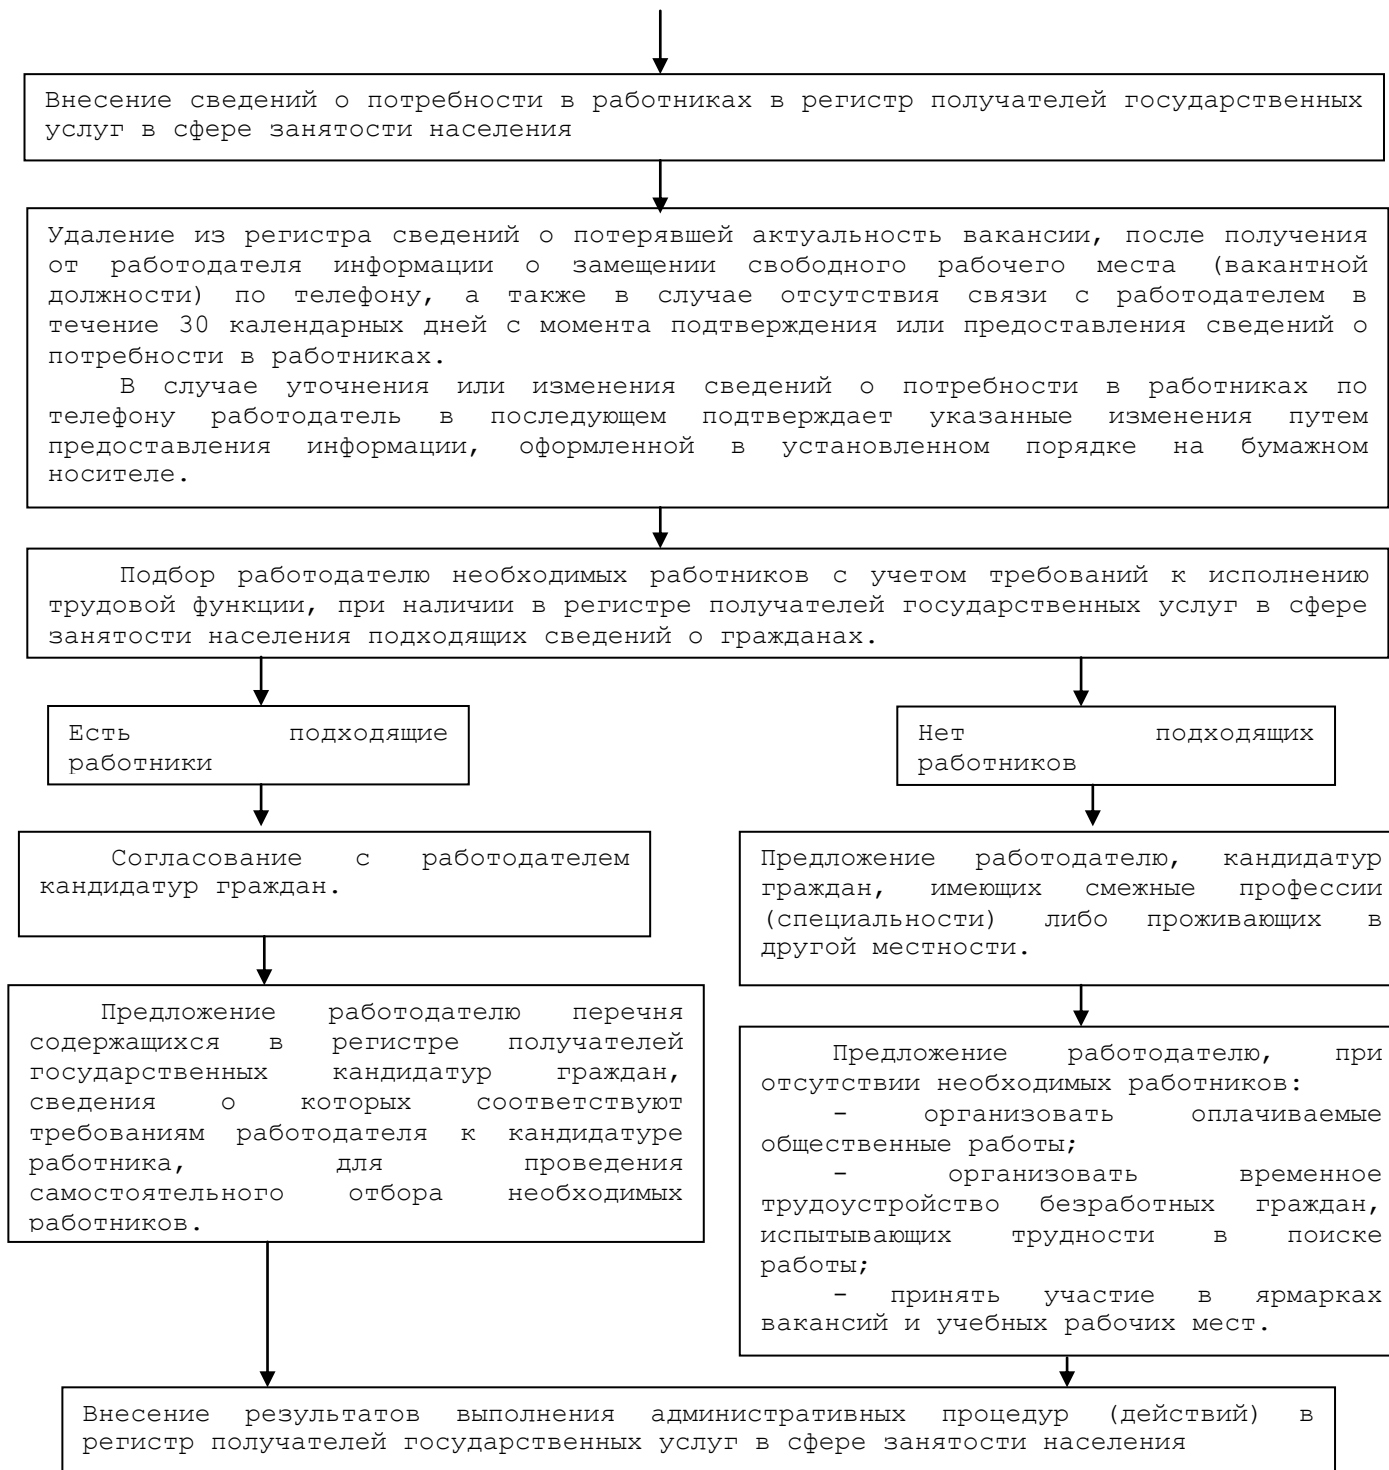 Внесение сведений о потребности в работниках в регистр получателей государственных
услуг в сфере занятости населения
Удаление из регистра сведений о потерявшей актуальность вакансии, после получения
от работодателя информации о замещении свободного рабочего места (вакантной
должности) по телефону, а также в случае отсутствия связи с работодателем в
течение 30 календарных дней с момента подтверждения или предоставления сведений о
потребности в работниках.
В случае уточнения или изменения сведений о потребности в работниках по
телефону работодатель в последующем подтверждает указанные изменения путем
предоставления информации, оформленной в установленном порядке на бумажном
носителе.
Подбор работодателю необходимых работников с учетом требований к исполнению
трудовой функции, при наличии в регистре получателей государственных услуг в сфере
занятости населения подходящих сведений о гражданах.
Есть подходящие
работники
Нет подходящих
работников
Согласование с работодателем
кандидатур граждан.
Предложение работодателю, кандидатур
граждан, имеющих смежные профессии
(специальности) либо проживающих в
другой местности.
Предложение работодателю перечня
содержащихся в регистре получателей
государственных кандидатур граждан,
сведения о которых соответствуют
требованиям работодателя к кандидатуре
работника, для проведения
самостоятельного отбора необходимых
работников.
Предложение работодателю, при
отсутствии необходимых работников:
- организовать оплачиваемые
общественные работы;
- организовать временное
трудоустройство безработных граждан,
испытывающих трудности в поиске
работы;
- принять участие в ярмарках
вакансий и учебных рабочих мест.
Внесение результатов выполнения административных процедур (действий) в
регистр получателей государственных услуг в сфере занятости населения